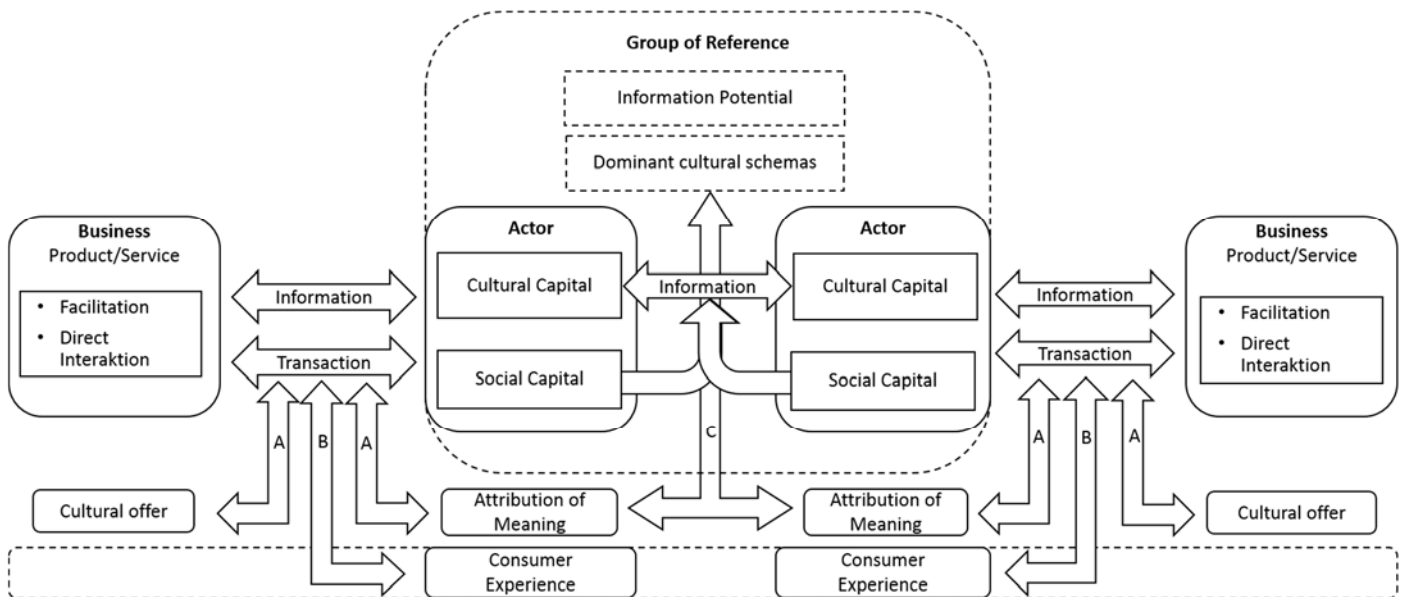 Group of Reference
Information Potential
Dominant cultural schemas
Business
Product/Service
• Facilitation
• Direct
Interaktion
Information
Transaction
Actor
Cultural Capital
Social Capital
Information
Actor
Cultural Capital
Social Capital
Information
Transaction
Business
Product/Service
• Facilitation
• Direct
Interaktion
A
B
A
C
A
B
A
Cultural offer
Attribution of
Meaning
Attribution of
Meaning
Cultural offer
Consumer
Experience
Consumer
Experience